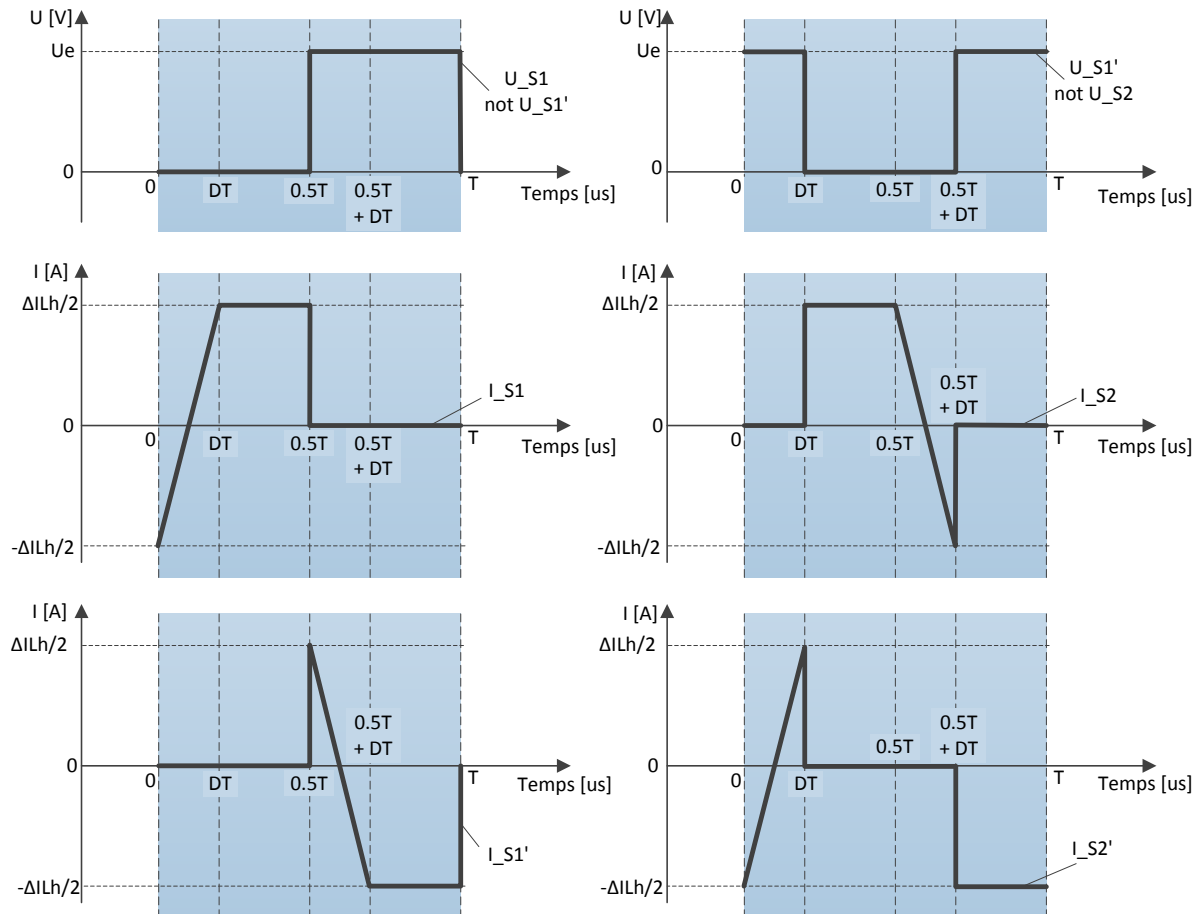 U [V]
Ue
U_S1
not U_S1'
0
0
DT
0.5T
0.5T
+ DT
T
Temps [us]
U [V]
Ue
U_S1'
not U_S2
0
0
DT
0.5T
0.5T
+ DT
T
Temps [us]
I [A]
ΔILh/2
I_S1
0
0
DT
0.5T
0.5T
+ DT
T
Temps [us]
-ΔILh/2
I [A]
ΔILh/2
0.5T
+ DT
I_S2
0
0
DT
0.5T
T
Temps [us]
-ΔILh/2
I [A]
ΔILh/2
0.5T
+ DT
0
0
DT
0.5T
T
Temps [us]
I_S1'
-ΔILh/2
I [A]
ΔILh/2
0.5T
0.5T
+ DT
0
0
DT
T
Temps [us]
I_S2'
-ΔILh/2